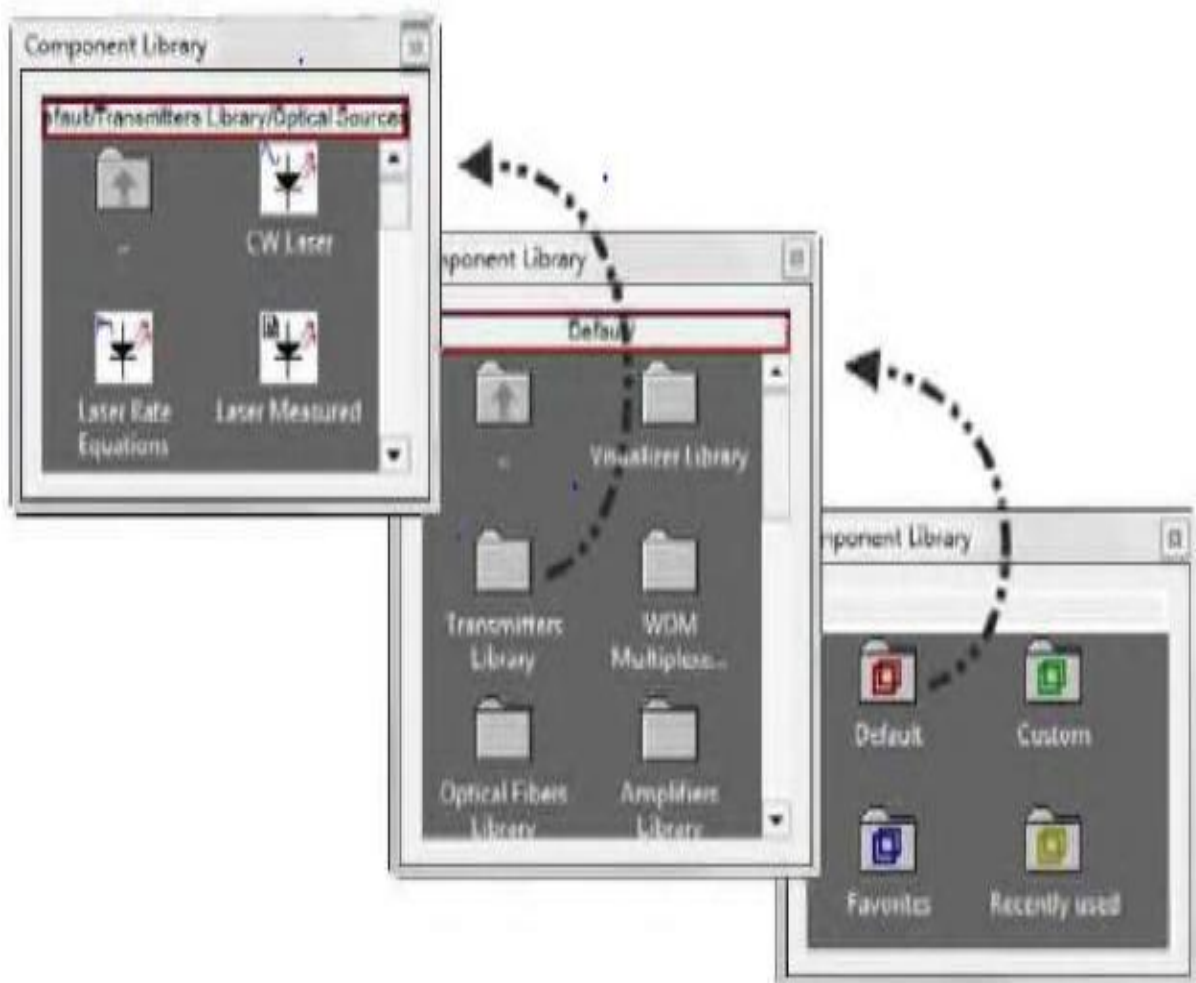 Component Library
efault/Transmitters Library/Optical Sources
..
CW Laser
Laser Rate
Equations
Laser Measured
mponent Library
Default/
..
Visualizer Library
Transmitters
Library
WDM
Multiplexe...
Optical Fibers
Library
Amplifiers
Library
mponent Library
Default
Custom
Favorites
Recently used